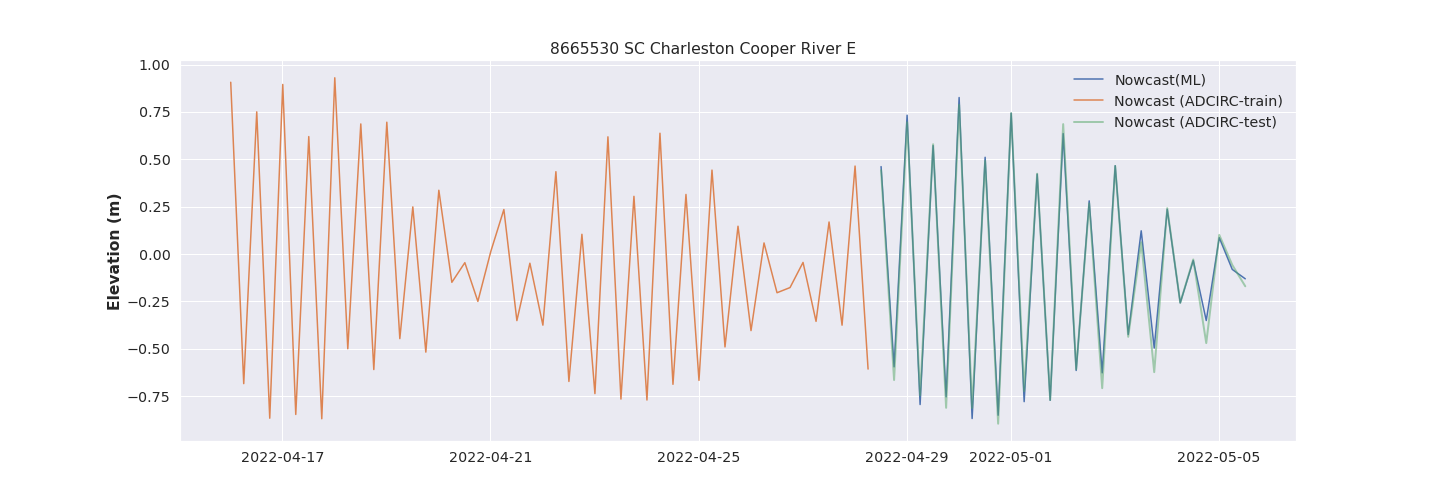 8665530 SC Charleston Cooper River E
Elevation (m)
1.00
0.75
0.50
0.25
0.00
−0.25
−0.50
−0.75
Nowcast(ML)
Nowcast (ADCIRC-train)
Nowcast (ADCIRC-test)
2022-04-17 2022-04-21 2022-04-25 2022-04-29 2022-05-01 2022-05-05